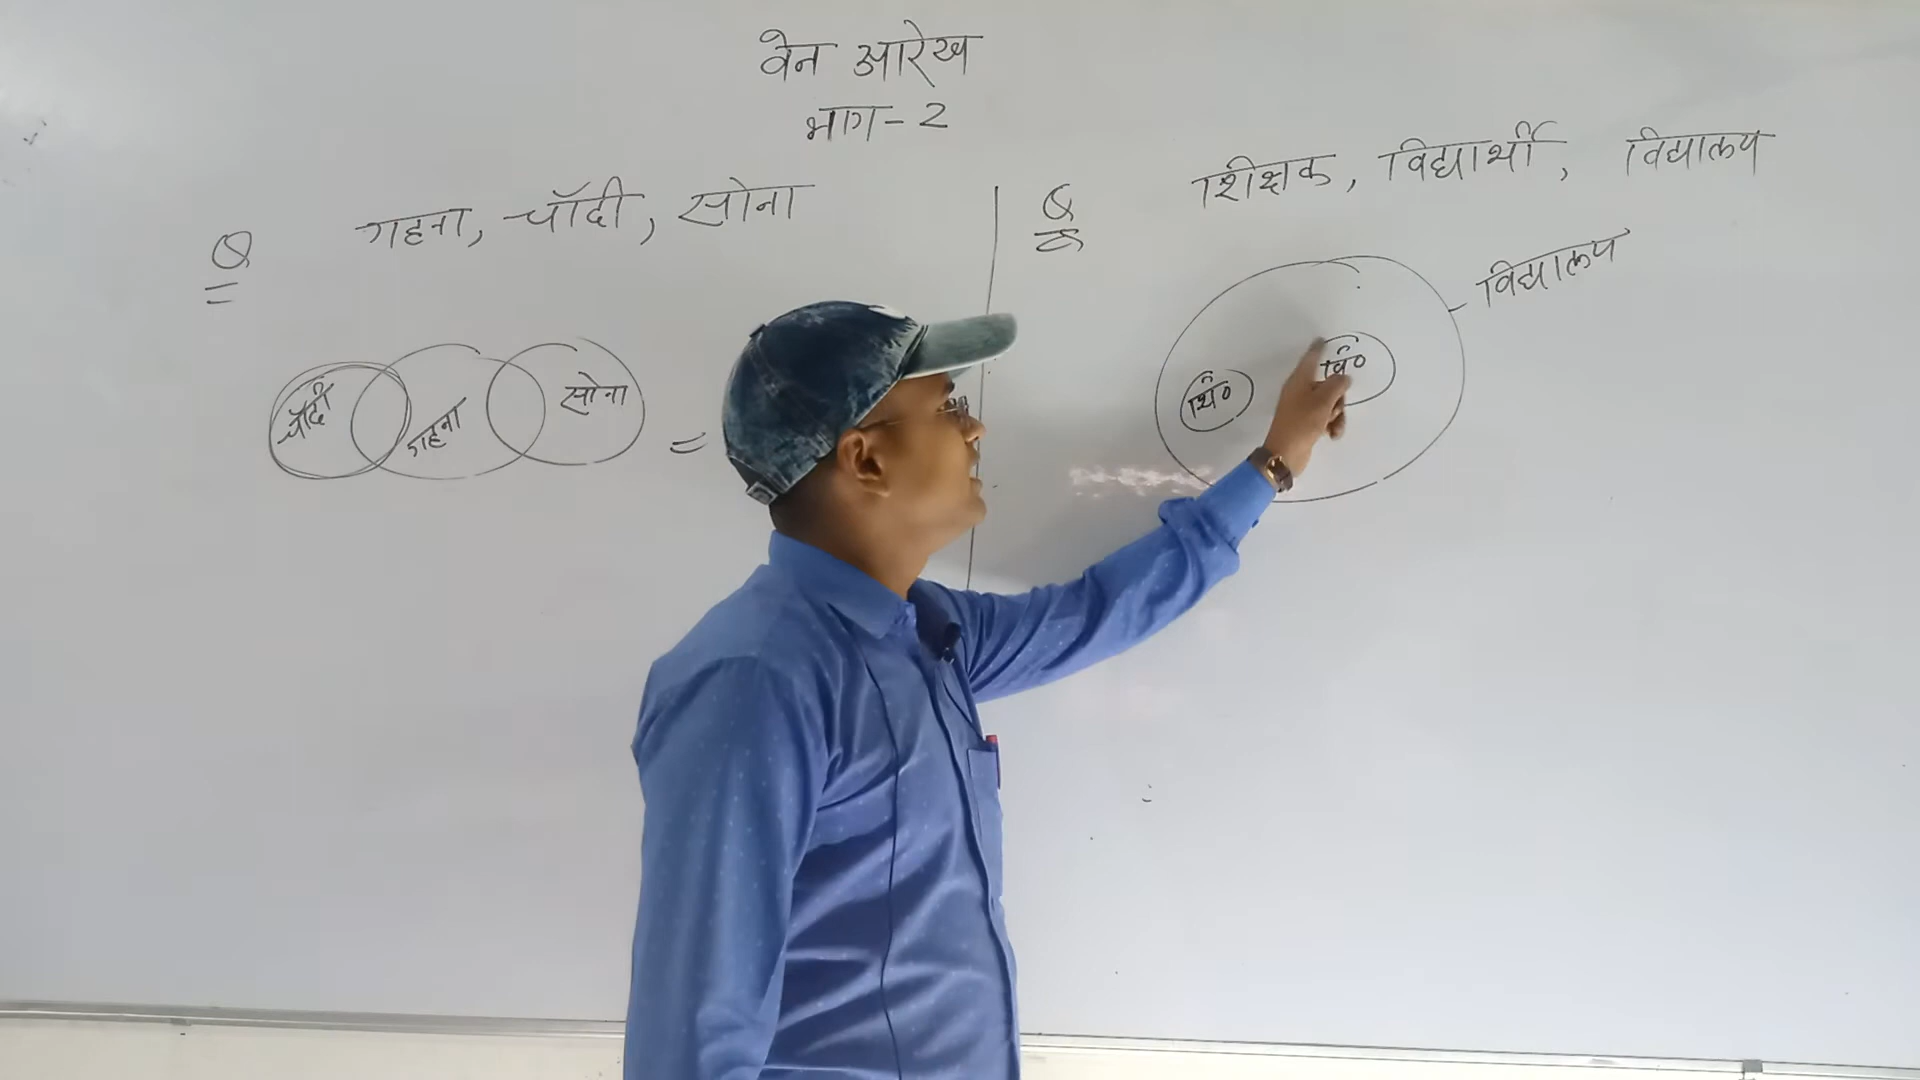 वेन आरेख
भाग-2
Q गहना, चाँदी, सोना
चाँदी गहना सोना =
Q शिक्षक, विद्यार्थी, विद्यालय
विद्यालय
शि० वि०